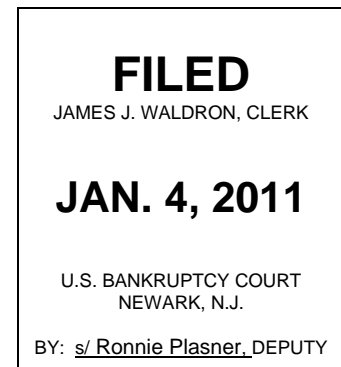 FILED
JAMES J. WALDRON, CLERK
JAN. 4, 2011
U.S. BANKRUPTCY COURT
NEWARK, N.J.
BY: s/ Ronnie Plasner, DEPUTY